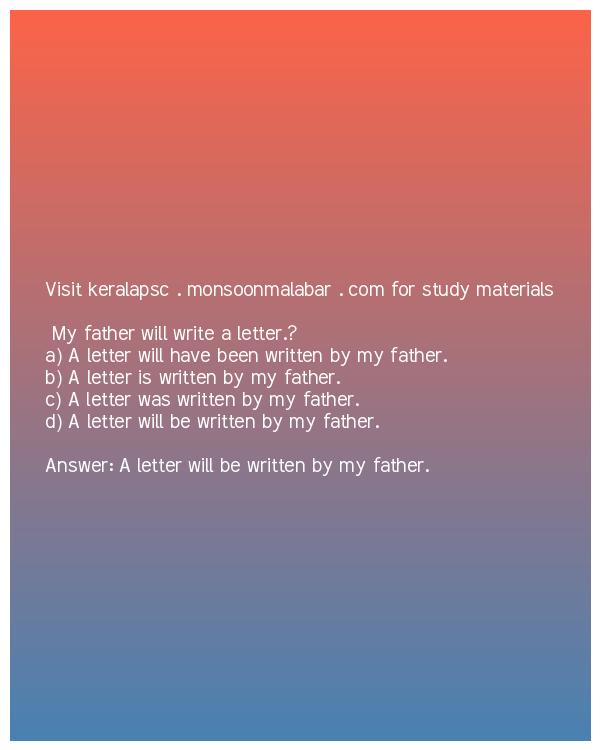 Visit keralapsc . monsoonmalabar . com for study materials
My father will write a letter.?
a) A letter will have been written by my father.
b) A letter is written by my father.
c) A letter was written by my father.
d) A letter will be written by my father.
Answer: A letter will be written by my father.